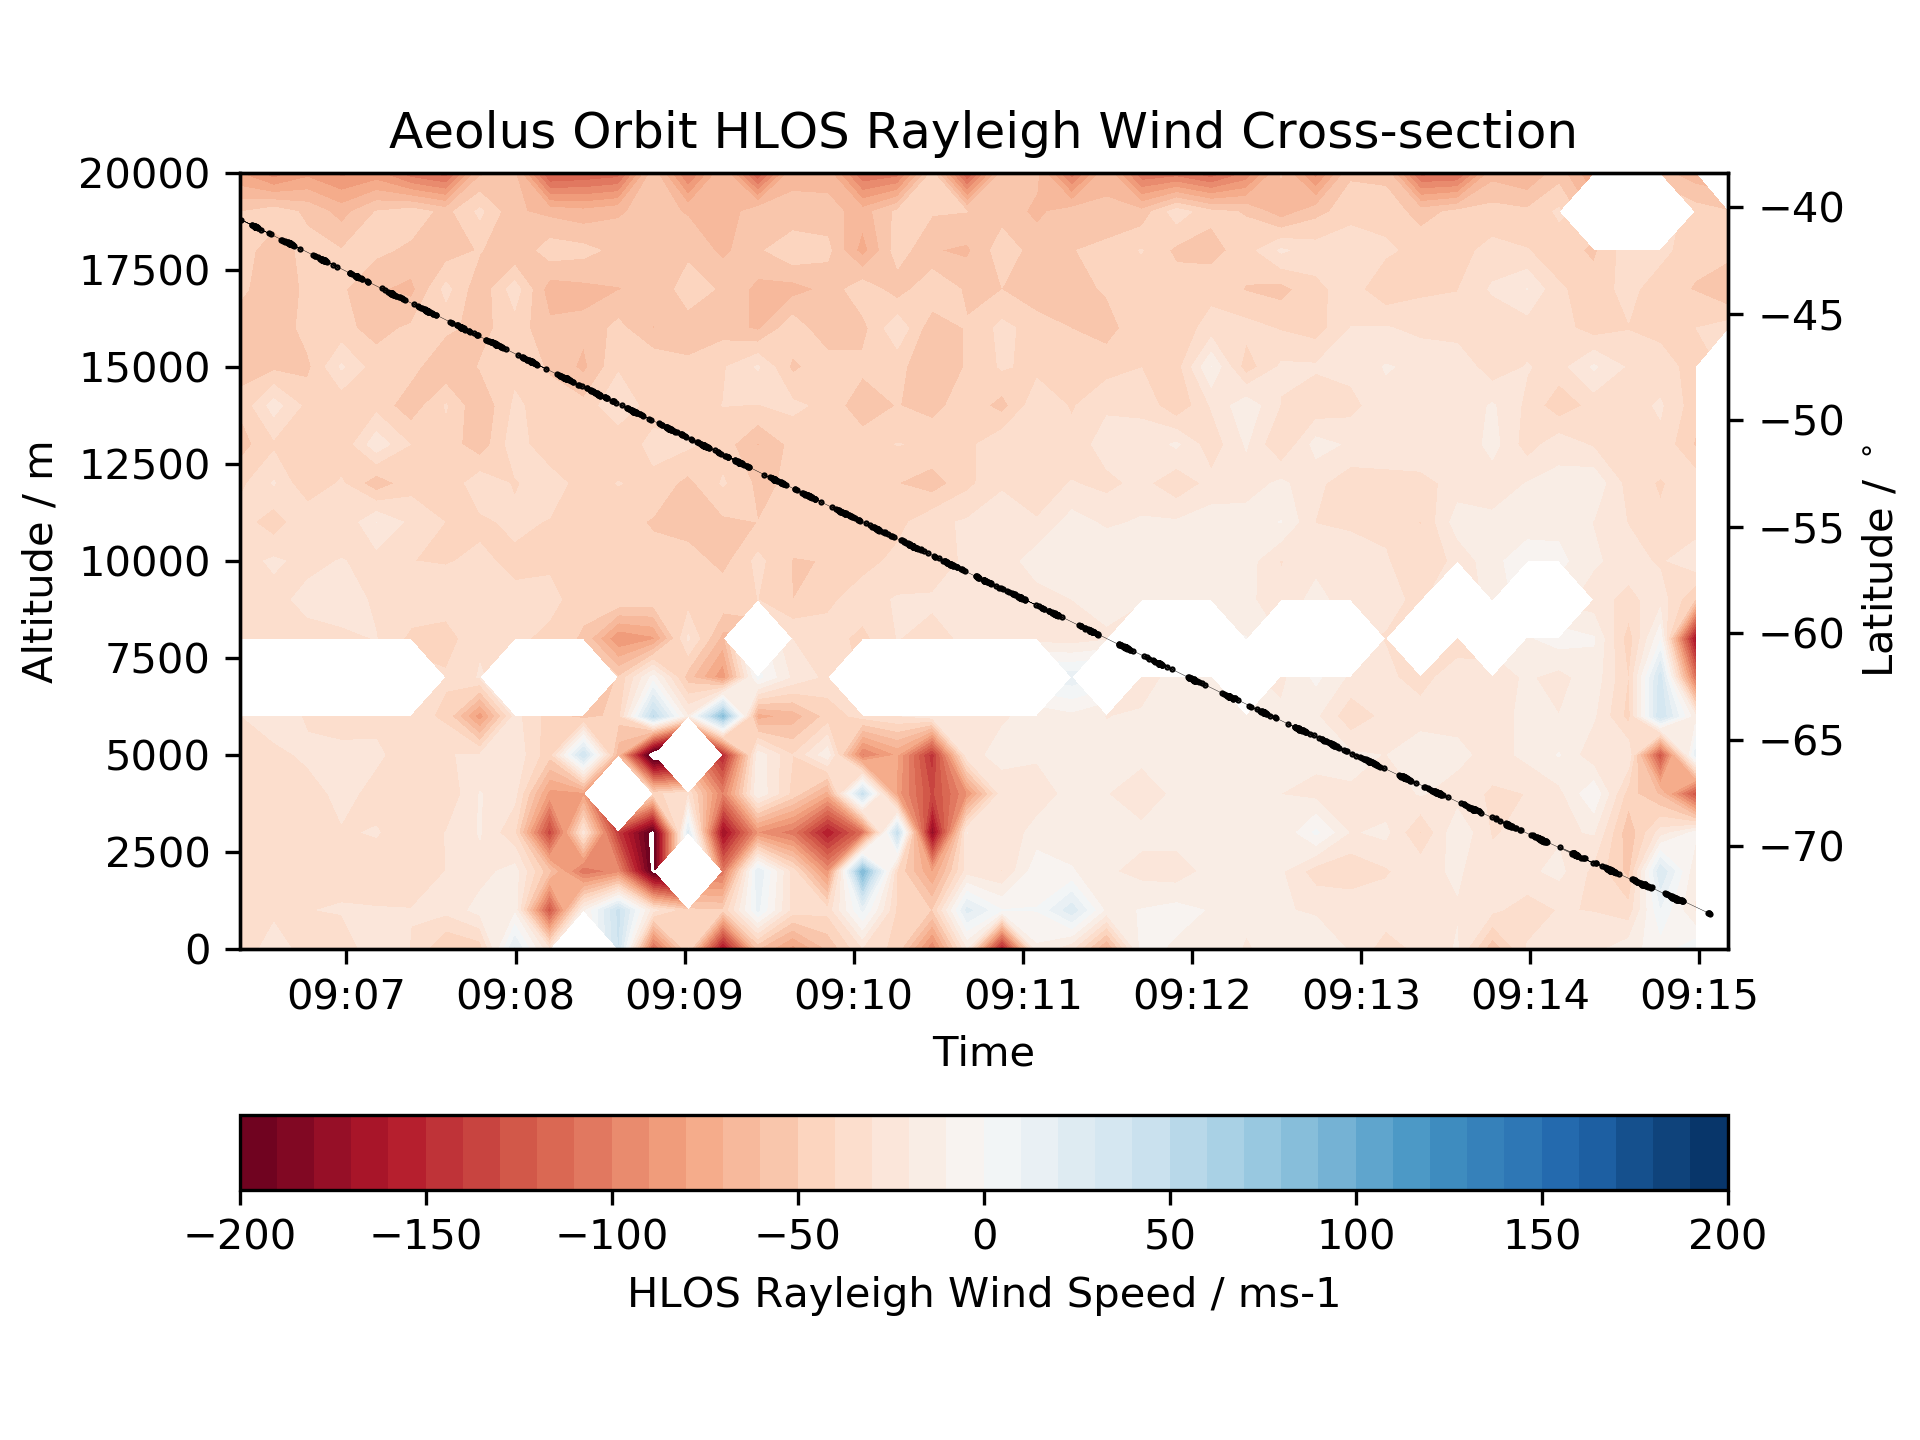 Aeolus Orbit HLOS Rayleigh Wind Cross-section
20000
17500
15000
12500
10000
7500
5000
2500
0
Altitude / m
−40
−45
−50
−55
−60
−65
−70
Latitude / °
09:07 09:08 09:09 09:10 09:11 09:12 09:13 09:14 09:15
Time
−200 −150 −100 −50 0 50 100 150 200
HLOS Rayleigh Wind Speed / ms-1